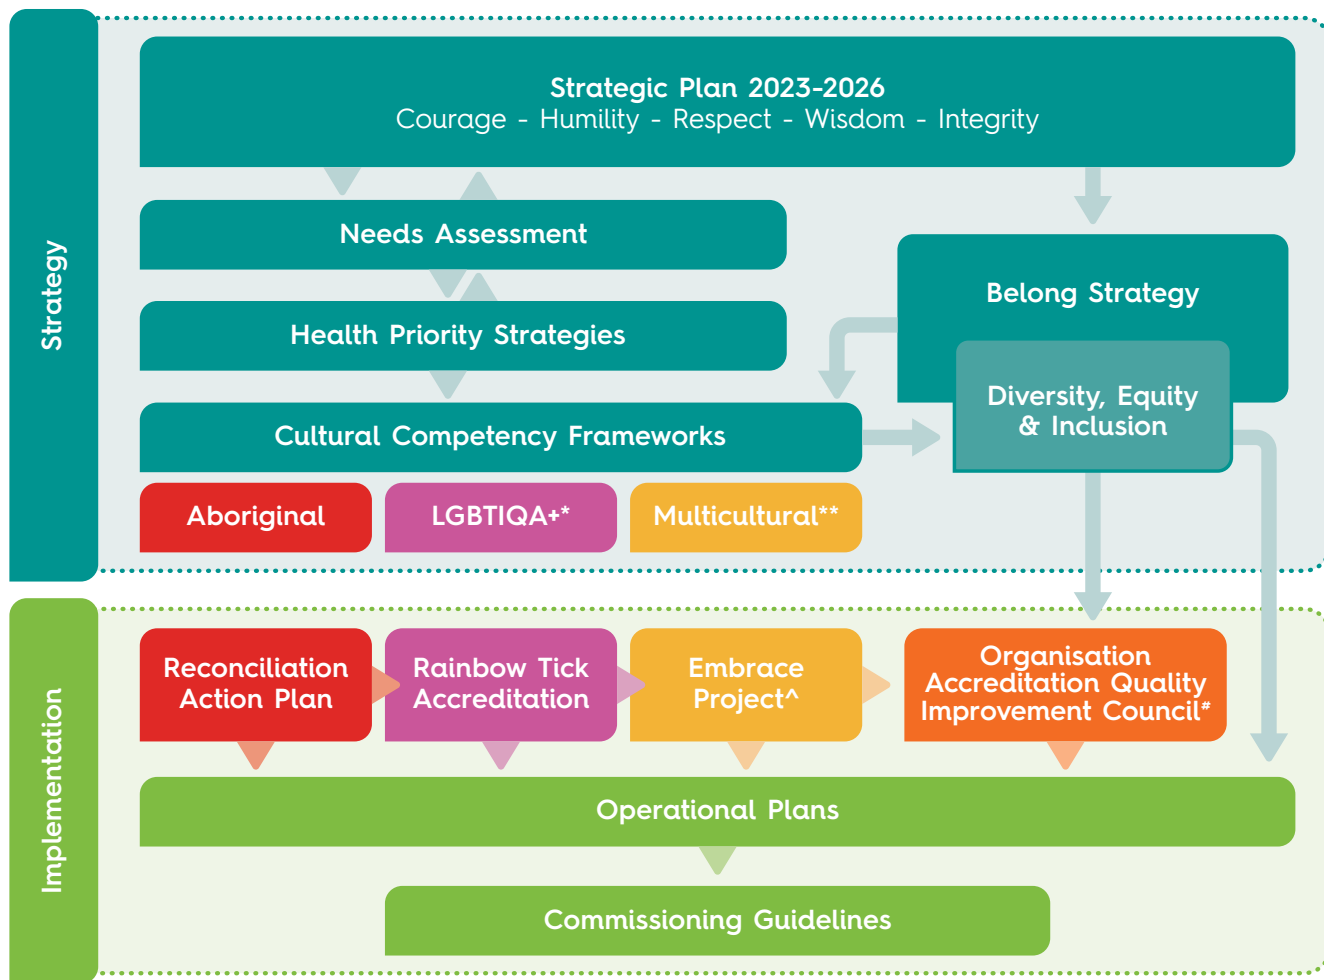 Strategy
Strategic Plan 2023-2026
Courage - Humility - Respect - Wisdom - Integrity
Needs Assessment
Health Priority Strategies
Cultural Competency Frameworks
Aboriginal
LGBTIQA+*
Multicultural**
Belong Strategy
Diversity, Equity
& Inclusion
Implementation
Reconciliation
Action Plan
Rainbow Tick
Accreditation
Embrace
Project^
Organisation
Accreditation Quality
Improvement Council#
Operational Plans
Commissioning Guidelines